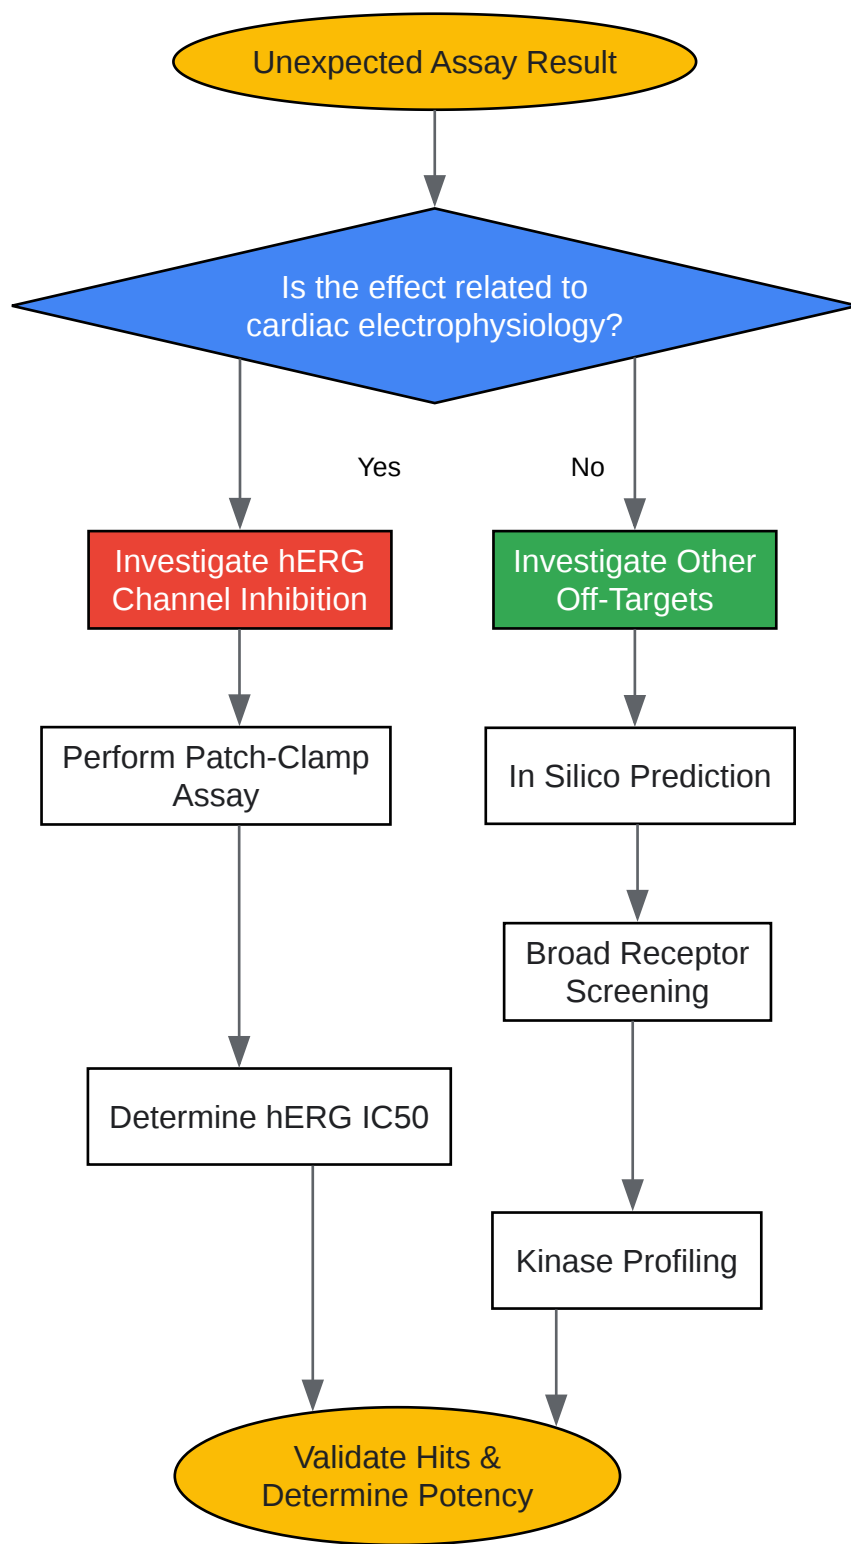 Unexpected Assay Result
Is the effect related to
cardiac electrophysiology?
Yes
No
Investigate hERG
Channel Inhibition
Investigate Other
Off-Targets
Perform Patch-Clamp
Assay
In Silico Prediction
Broad Receptor
Screening
Determine hERG IC50
Kinase Profiling
Validate Hits &
Determine Potency